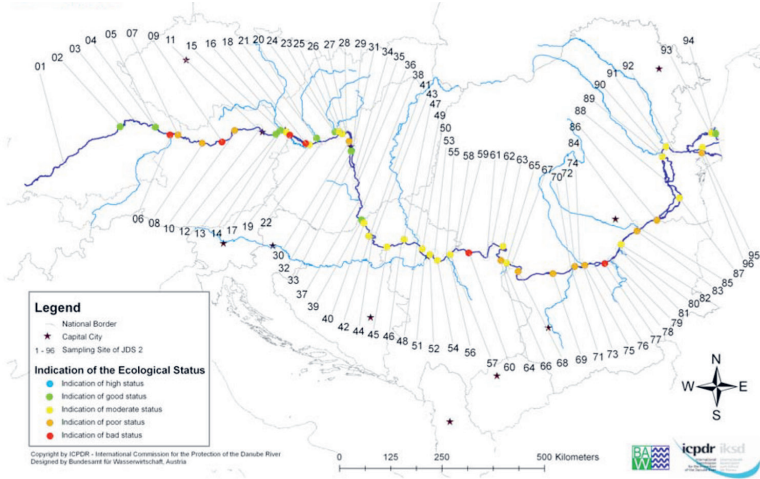 01 02 03 04 05 07 09 11 15 16 18 21 20 24 23 25 26 27 28 29 31 34 35 36 38 41 43 47 49 50 53 55 58 59 61 62 63 65 67 70 72 74 84 86 88 89 90 91 92 93 94
06 08 10 12 13 14 17 19 22 30 32 33 37 39 40 42 44 45 46 48 51 52 54 56 57 60 64 66 68 69 71 73 75 76 77 78 79 81 80 82 83 85 87 96 95
Legend
National Border
Capital City
1 - 96 Sampling Site of JDS 2
Indication of the Ecological Status
Indication of high status
Indication of good status
Indication of moderate status
Indication of poor status
Indication of bad status
Copyright by ICPDR - International Commission for the Protection of the Danube River
Designed by Bundesamt für Wasserwirtschaft, Austria
0 125 250 500 Kilometers
N
W E
S
BA
W
icpdr iksd